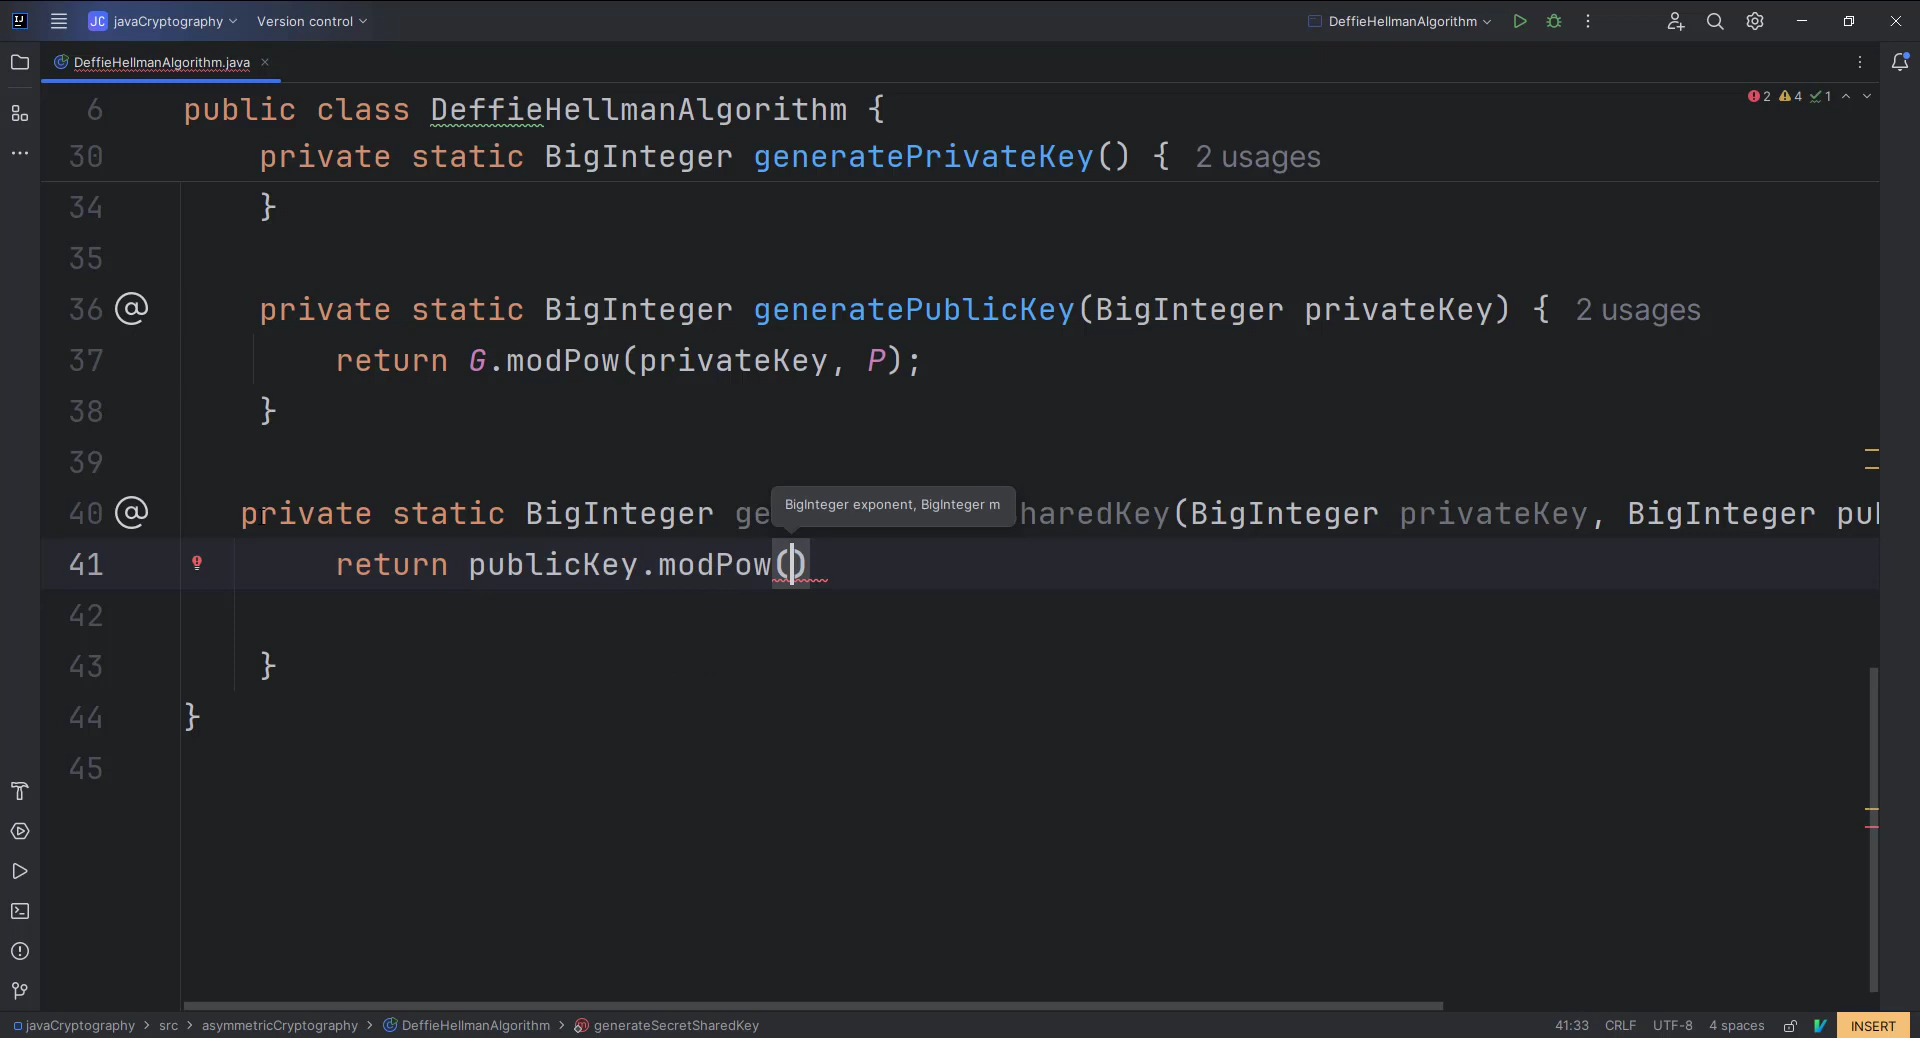 JC javaCryptography Version control DeffieHellmanAlgorithm
DeffieHellmanAlgorithm.java
2 4 1
6 public class DeffieHellmanAlgorithm {
30 private static BigInteger generatePrivateKey() { 2 usages
34 }
35
36 @ private static BigInteger generatePublicKey(BigInteger privateKey) { 2 usages
37 return G.modPow(privateKey, P);
38 }
39
BigInteger exponent, BigInteger m
40 @ private static BigInteger ge haredKey(BigInteger privateKey, BigInteger pu
41 return publicKey.modPow()
42
43 }
44 }
45
javaCryptography > src > asymmetricCryptography > DeffieHellmanAlgorithm > generateSecretSharedKey 41:33 CRLF UTF-8 4 spaces INSERT